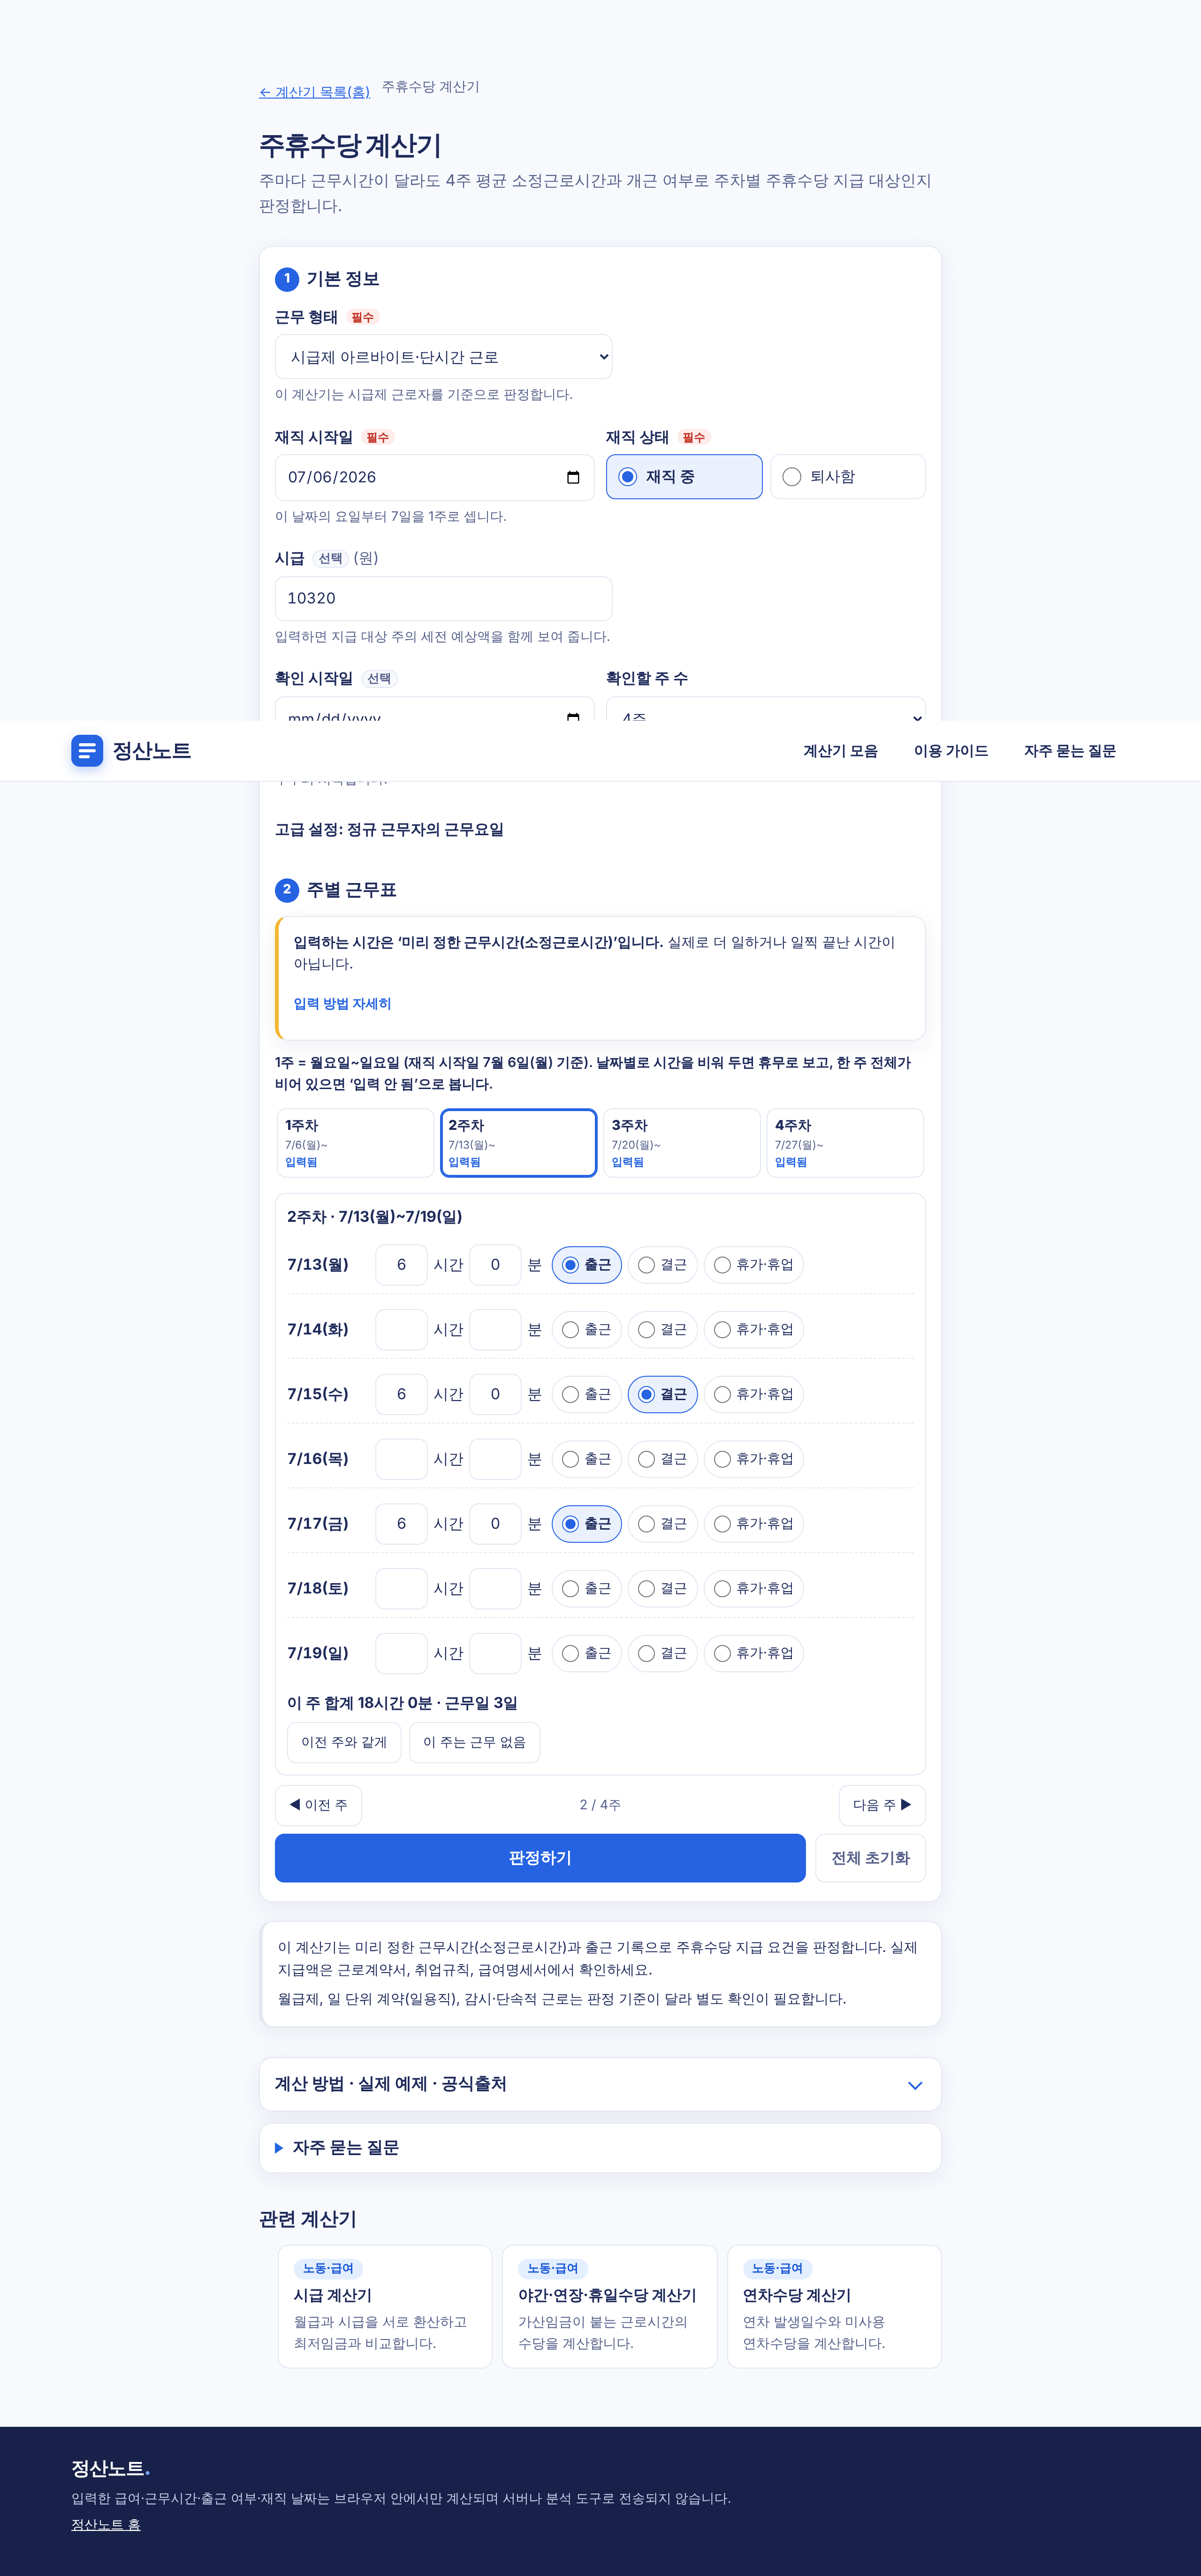 ← 계산기 목록(홈) 주휴수당 계산기
주휴수당 계산기
주마다 근무시간이 달라도 4주 평균 소정근로시간과 개근 여부로 주차별 주휴수당 지급 대상인지
판정합니다.
1 기본 정보
근무 형태 필수
시급제 아르바이트·단시간 근로
이 계산기는 시급제 근로자를 기준으로 판정합니다.
재직 시작일 필수
07/06/2026
이 날짜의 요일부터 7일을 1주로 셉니다.
재직 상태 필수
재직 중 퇴사함
시급 선택 (원)
10320
입력하면 지급 대상 주의 세전 예상액을 함께 보여 줍니다.
확인 시작일 선택
mm/dd/yyyy
확인할 주 수
4주
정산노트 계산기 모음 이용 가이드 자주 묻는 질문
고급 설정: 정규 근무자의 근무요일
2 주별 근무표
입력하는 시간은 ‘미리 정한 근무시간(소정근로시간)’입니다. 실제로 더 일하거나 일찍 끝난 시간이
아닙니다.
입력 방법 자세히
1주 = 월요일~일요일 (재직 시작일 7월 6일(월) 기준). 날짜별로 시간을 비워 두면 휴무로 보고, 한 주 전체가
비어 있으면 ‘입력 안 됨’으로 봅니다.
1주차
7/6(월)~
입력됨
2주차
7/13(월)~
입력됨
3주차
7/20(월)~
입력됨
4주차
7/27(월)~
입력됨
2주차 · 7/13(월)~7/19(일)
7/13(월) 6 시간 0 분 출근 결근 휴가·휴업
7/14(화) 시간 분 출근 결근 휴가·휴업
7/15(수) 6 시간 0 분 출근 결근 휴가·휴업
7/16(목) 시간 분 출근 결근 휴가·휴업
7/17(금) 6 시간 0 분 출근 결근 휴가·휴업
7/18(토) 시간 분 출근 결근 휴가·휴업
7/19(일) 시간 분 출근 결근 휴가·휴업
이 주 합계 18시간 0분 · 근무일 3일
이전 주와 같게 이 주는 근무 없음
◀ 이전 주 2 / 4주 다음 주 ▶
판정하기 전체 초기화
이 계산기는 미리 정한 근무시간(소정근로시간)과 출근 기록으로 주휴수당 지급 요건을 판정합니다. 실제
지급액은 근로계약서, 취업규칙, 급여명세서에서 확인하세요.
월급제, 일 단위 계약(일용직), 감시·단속적 근로는 판정 기준이 달라 별도 확인이 필요합니다.
계산 방법 · 실제 예제 · 공식출처
자주 묻는 질문
관련 계산기
노동·급여
시급 계산기
월급과 시급을 서로 환산하고
최저임금과 비교합니다.
노동·급여
야간·연장·휴일수당 계산기
가산임금이 붙는 근로시간의
수당을 계산합니다.
노동·급여
연차수당 계산기
연차 발생일수와 미사용
연차수당을 계산합니다.
정산노트.
입력한 급여·근무시간·출근 여부·재직 날짜는 브라우저 안에서만 계산되며 서버나 분석 도구로 전송되지 않습니다.
정산노트 홈